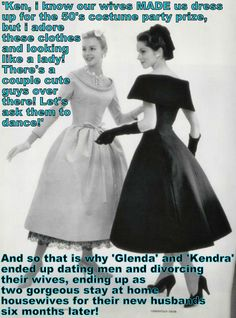 "Ken, i know our wives MADE us dress
up for the 50's costume party prize,
but i adore
these clothes
and looking
like a lady!
There's a
couple cute
guys over
there! Let's
ask them to
dance!"
And so that is why 'Glenda' and 'Kendra'
ended up dating men and divorcing
their wives, ending up as
two gorgeous stay at home
housewives for their new husbands
six months later!